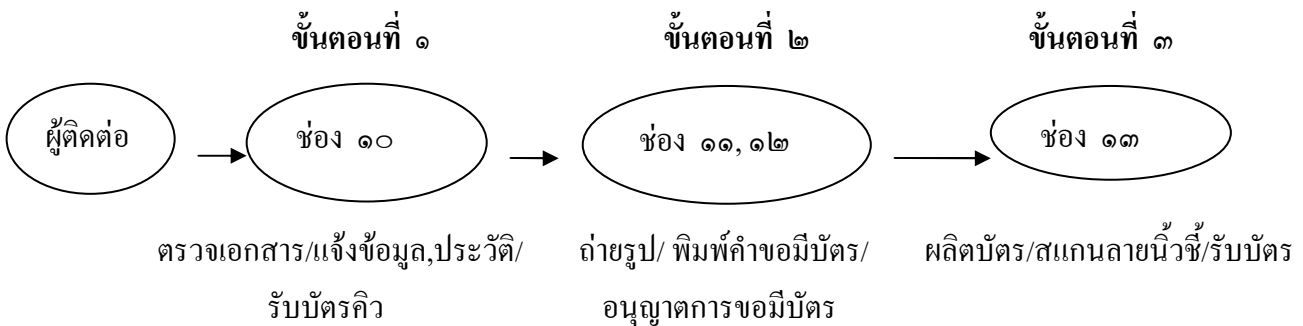 ขั้นตอนที่ ๑ ขั้นตอนที่ ๒ ขั้นตอนที่ ๓
ผู้ติดต่อ ช่อง ๑๐ ช่อง ๑๑, ๑๒ ช่อง ๑๓
ตรวจเอกสาร/แจ้งข้อมูล,ประวัติ/ ถ่ายรูป/ พิมพ์คำขอมีบัตร/ ผลิตบัตร/สแกนลายนิ้วชี้/รับบัตร
รับบัตรคิว อนุญาตการขอมีบัตร